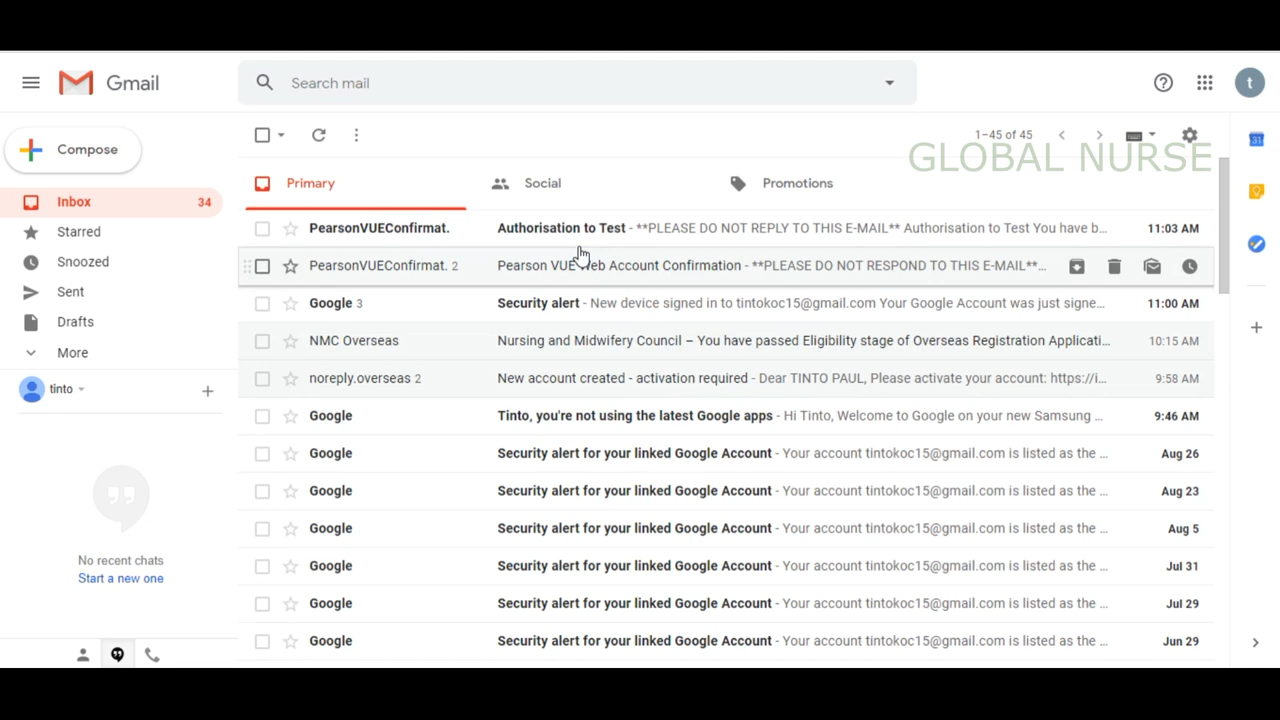 Gmail
Search mail
t
Compose
1–45 of 45
GLOBAL NURSE
31
Primary
Social
Promotions
Inbox 34
Starred
Snoozed
Sent
Drafts
More
tinto
No recent chats
Start a new one
PearsonVUEConfirmat. Authorisation to Test - **PLEASE DO NOT REPLY TO THIS E-MAIL** Authorisation to Test You have b... 11:03 AM
PearsonVUEConfirmat. 2 Pearson VUE Web Account Confirmation - **PLEASE DO NOT RESPOND TO THIS E-MAIL**...
Google 3 Security alert - New device signed in to tintokoc15@gmail.com Your Google Account was just signe... 11:00 AM
NMC Overseas Nursing and Midwifery Council – You have passed Eligibility stage of Overseas Registration Applicati... 10:15 AM
noreply.overseas 2 New account created - activation required - Dear TINTO PAUL, Please activate your account: https://i... 9:58 AM
Google Tinto, you're not using the latest Google apps - Hi Tinto, Welcome to Google on your new Samsung ... 9:46 AM
Google Security alert for your linked Google Account - Your account tintokoc15@gmail.com is listed as the ... Aug 26
Google Security alert for your linked Google Account - Your account tintokoc15@gmail.com is listed as the ... Aug 23
Google Security alert for your linked Google Account - Your account tintokoc15@gmail.com is listed as the ... Aug 5
Google Security alert for your linked Google Account - Your account tintokoc15@gmail.com is listed as the ... Jul 31
Google Security alert for your linked Google Account - Your account tintokoc15@gmail.com is listed as the ... Jul 29
Google Security alert for your linked Google Account - Your account tintokoc15@gmail.com is listed as the ... Jun 29